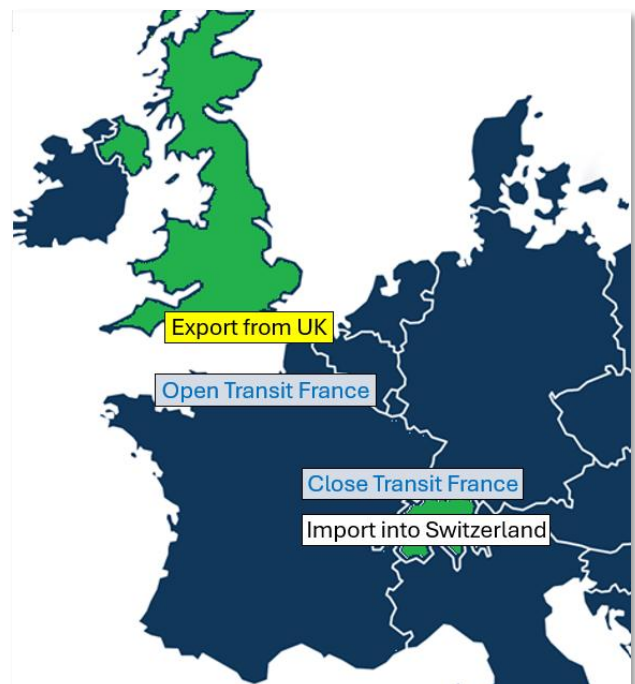 Export from UK
Open Transit France
Close Transit France
Import into Switzerland